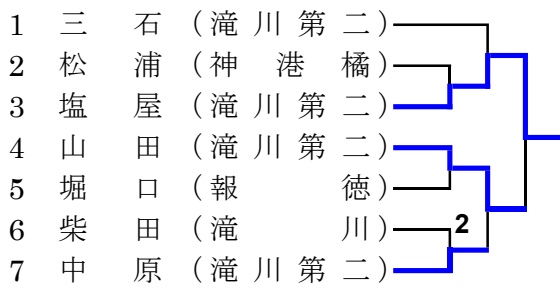 1 三 石 (滝川第二)
2 松 浦 (神 港 橘)
3 塩 屋 (滝川第二)
4 山 田 (滝川第二)
5 堀 口 (報 徳)
6 柴 田 (滝 川) 2
7 中 原 (滝川第二)